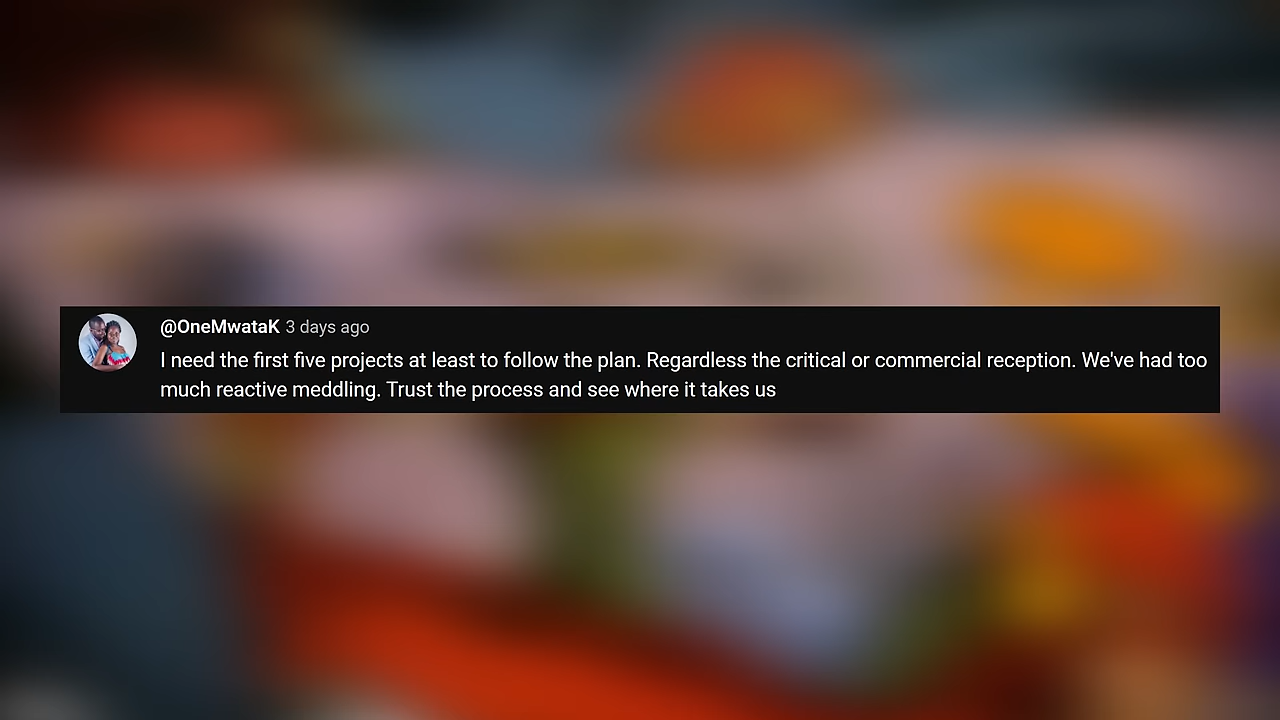 @OneMwataK 3 days ago
I need the first five projects at least to follow the plan. Regardless the critical or commercial reception. We've had too
much reactive meddling. Trust the process and see where it takes us